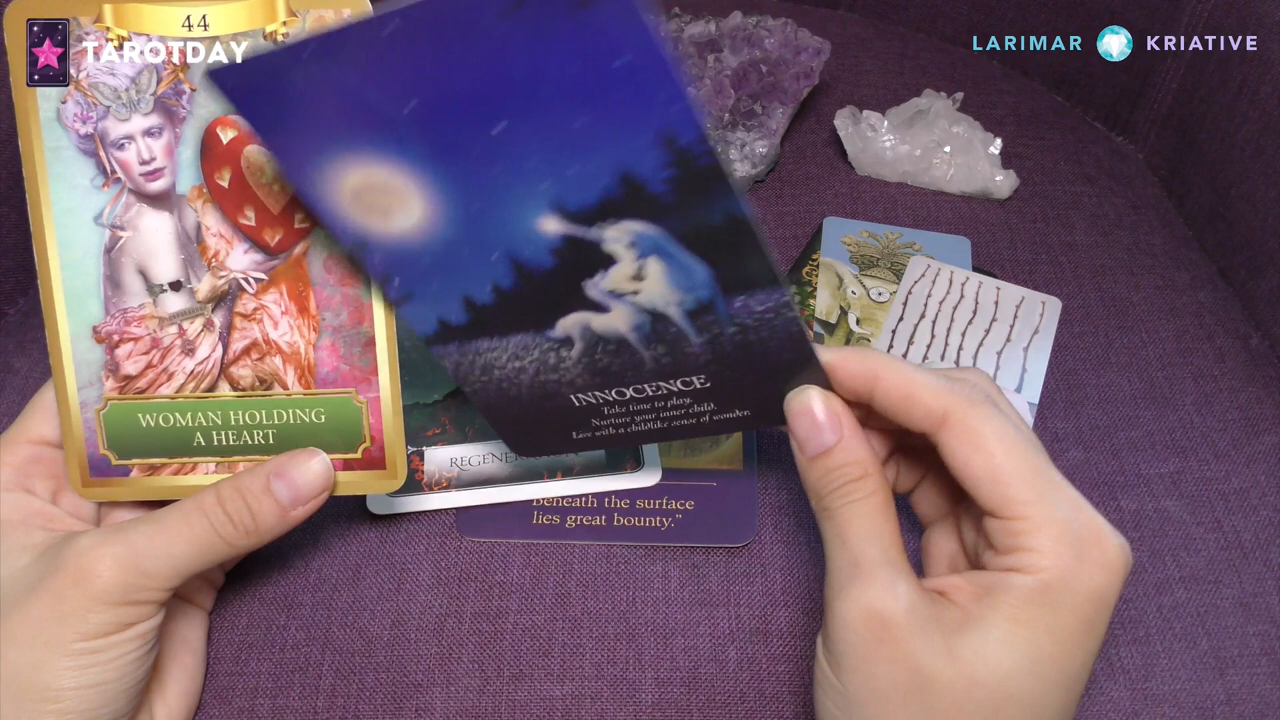 44
TAROTDAY
LARIMAR KRIATIVE
WOMAN HOLDING
A HEART
INNOCENCE
Take time to play.
Nurture your inner child.
Live with a childlike sense of wonder.
REGENERATION
Beneath the surface
lies great bounty."